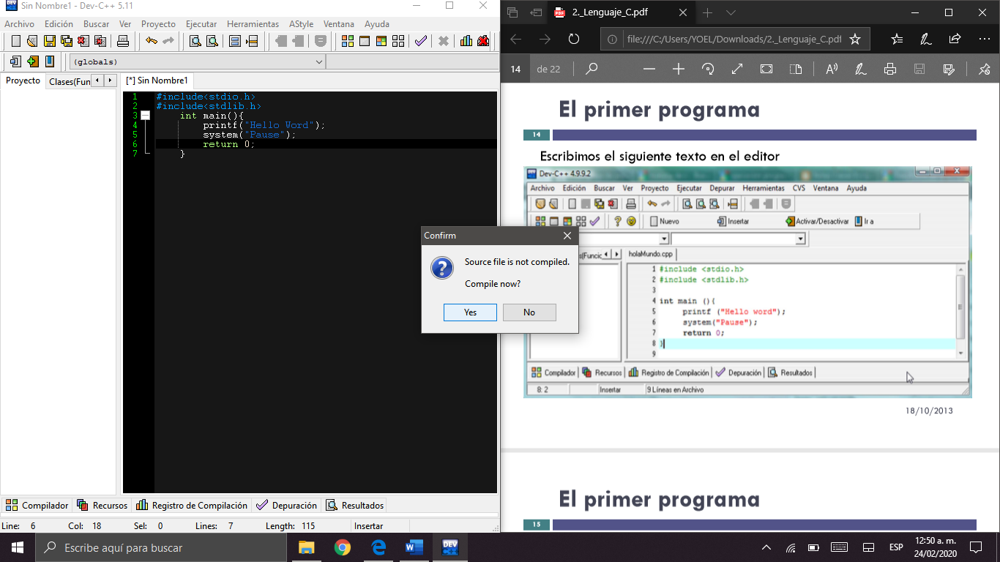 Sin Nombre1 - Dev-C++ 5.11
Archivo Edición Buscar Ver Proyecto Ejecutar Herramientas AStyle Ventana Ayuda
(globals)
Proyecto Clases(Fun
[*] Sin Nombre1
1 #include<stdio.h>
2 #include<stdlib.h>
3 int main(){
4 printf("Hello Word");
5 system("Pause");
6 return 0;
7 }
Confirm
Source file is not compiled.
Compile now?
Yes No
Compilador Recursos Registro de Compilación Depuración Resultados
Line: 6 Col: 18 Sel: 0 Lines: 7 Length: 115 Insertar
2._Lenguaje_C.pdf
file:///C:/Users/YOEL/Downloads/2._Lenguaje_C.pdf
14 de 22
El primer programa
14
Escribimos el siguiente texto en el editor
Dev-C++ 4.9.9.2
Archivo Edición Buscar Ver Proyecto Ejecutar Depurar Herramientas CVS Ventana Ayuda
Nuevo Insertar Activar/Desactivar Ir a
s(Funcic
holaMundo.cpp
1 #include <stdio.h>
2 #include <stdlib.h>
3
4 int main (){
5 printf ("Hello word");
6 system("Pause");
7 return 0;
8 }
9
Compilador Recursos Registro de Compilación Depuración Resultados
8: 2 Insertar 9 Líneas en Archivo
18/10/2013
El primer programa
15
Escribe aquí para buscar
DEV
ESP
12:50 a. m.
24/02/2020